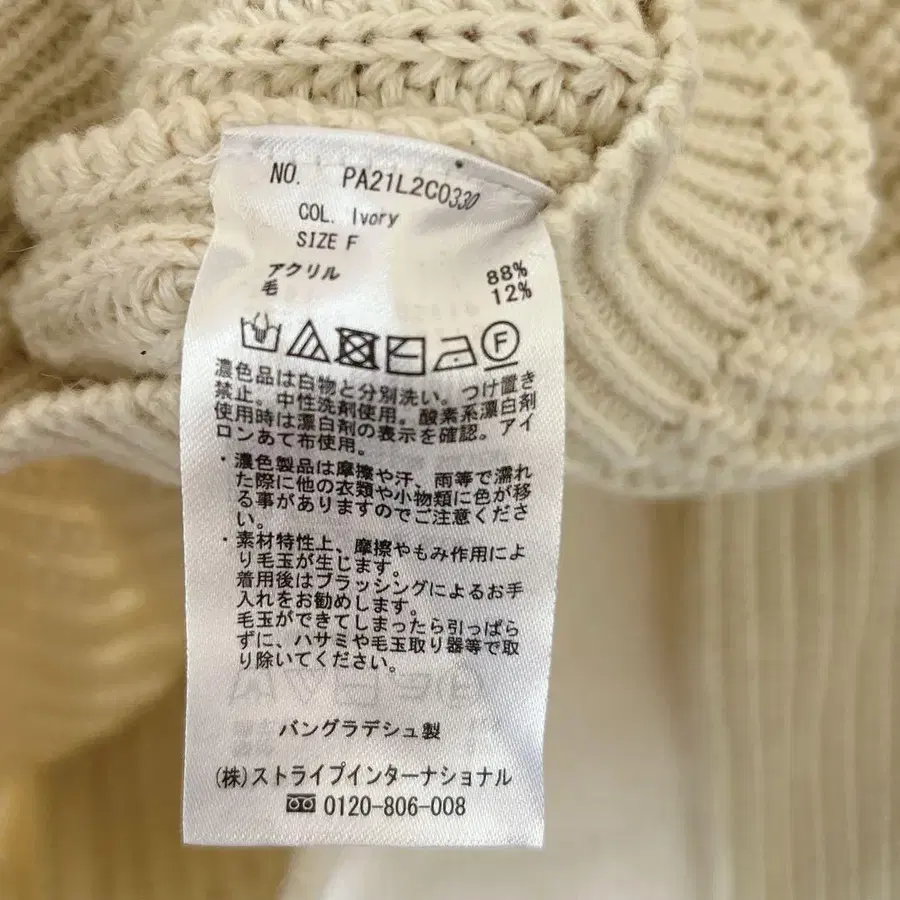 NO. PA21L2C0330
COL. Ivory
SIZE F
アクリル 88%
毛 12%
F
濃色品は白物と分別洗い。つけ置き
禁止。中性洗剤使用。酸素系漂白剤
使用時は漂白剤の表示を確認。アイ
ロンあて布使用。
・濃色製品は摩擦や汗、雨等で濡れ
た際に他の衣類や小物類に色が移
る事がありますのでご注意くださ
い。
・素材特性上、摩擦やもみ作用によ
り毛玉が生じます。
着用後はブラッシングによるお手
入れをお勧めします。
毛玉ができてしまったら引っぱら
ずに、ハサミや毛玉取り器等で取
り除いてください。
バングラデシュ製
(株)ストライプインターナショナル
0120-806-008